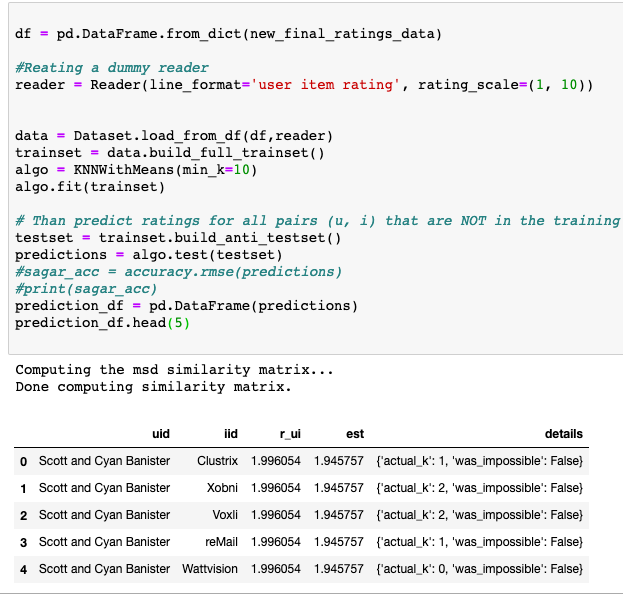 df = pd.DataFrame.from_dict(new_final_ratings_data)
#Reating a dummy reader
reader = Reader(line_format='user item rating', rating_scale=(1, 10))
data = Dataset.load_from_df(df,reader)
trainset = data.build_full_trainset()
algo = KNNWithMeans(min_k=10)
algo.fit(trainset)
# Than predict ratings for all pairs (u, i) that are NOT in the training
testset = trainset.build_anti_testset()
predictions = algo.test(testset)
#sagar_acc = accuracy.rmse(predictions)
#print(sagar_acc)
prediction_df = pd.DataFrame(predictions)
prediction_df.head(5)
Computing the msd similarity matrix...
Done computing similarity matrix.
uid iid r_ui est details
0 Scott and Cyan Banister Clustrix 1.996054 1.945757 {'actual_k': 1, 'was_impossible': False}
1 Scott and Cyan Banister Xobni 1.996054 1.945757 {'actual_k': 2, 'was_impossible': False}
2 Scott and Cyan Banister Voxli 1.996054 1.945757 {'actual_k': 2, 'was_impossible': False}
3 Scott and Cyan Banister reMail 1.996054 1.945757 {'actual_k': 1, 'was_impossible': False}
4 Scott and Cyan Banister Wattvision 1.996054 1.945757 {'actual_k': 0, 'was_impossible': False}